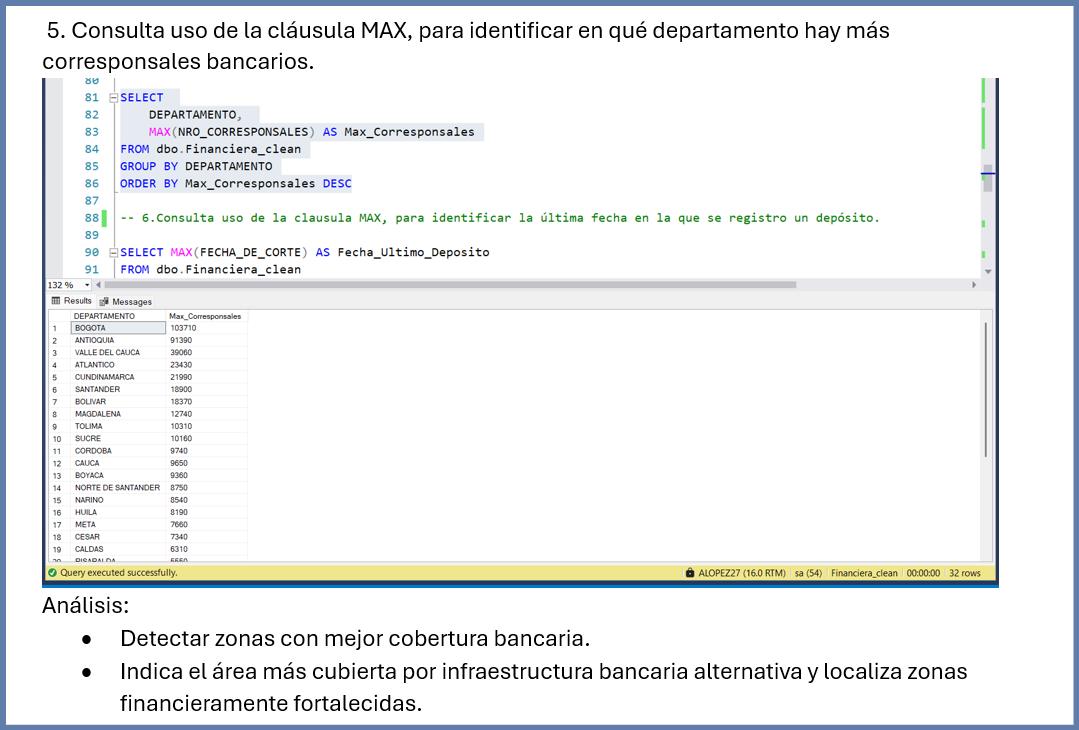 5. Consulta uso de la cláusula MAX, para identificar en qué departamento hay más
corresponsales bancarios.
80
81 SELECT
82 DEPARTAMENTO,
83 MAX(NRO_CORRESPONSALES) AS Max_Corresponsales
84 FROM dbo.Financiera_clean
85 GROUP BY DEPARTAMENTO
86 ORDER BY Max_Corresponsales DESC
87
88 -- 6.Consulta uso de la clausula MAX, para identificar la última fecha en la que se registro un depósito.
89
90 SELECT MAX(FECHA_DE_CORTE) AS Fecha_Ultimo_Deposito
91 FROM dbo.Financiera_clean
132 %
Results Messages
DEPARTAMENTO Max_Corresponsales
1 BOGOTA 103710
2 ANTIOQUIA 91390
3 VALLE DEL CAUCA 39060
4 ATLANTICO 23430
5 CUNDINAMARCA 21990
6 SANTANDER 18900
7 BOLIVAR 18370
8 MAGDALENA 12740
9 TOLIMA 10310
10 SUCRE 10160
11 CORDOBA 9740
12 CAUCA 9650
13 BOYACA 9360
14 NORTE DE SANTANDER 8750
15 NARINO 8540
16 HUILA 8190
17 META 7660
18 CESAR 7340
19 CALDAS 6310
20 RISARALDA 5550
Query executed successfully. ALOPEZ27 (16.0 RTM) sa (54) Financiera_clean 00:00:00 32 rows
Análisis:
● Detectar zonas con mejor cobertura bancaria.
● Indica el área más cubierta por infraestructura bancaria alternativa y localiza zonas
financieramente fortalecidas.